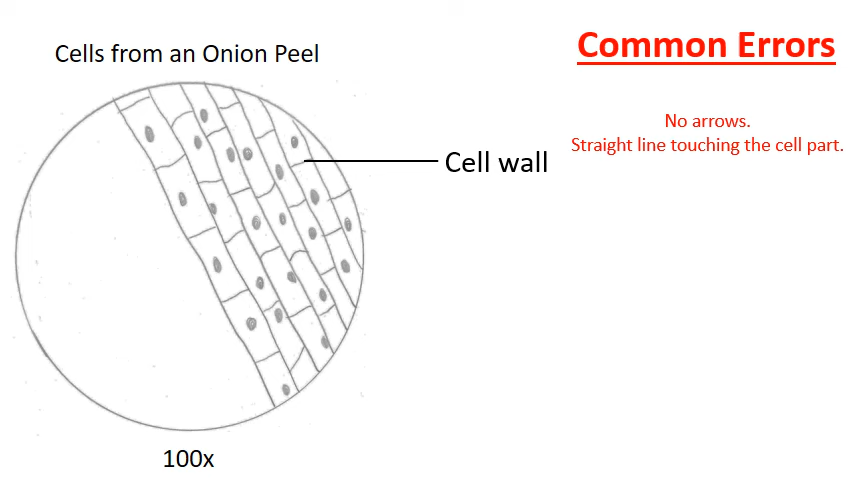 Cells from an Onion Peel
Common Errors
No arrows.
Straight line touching the cell part.
Cell wall
100x